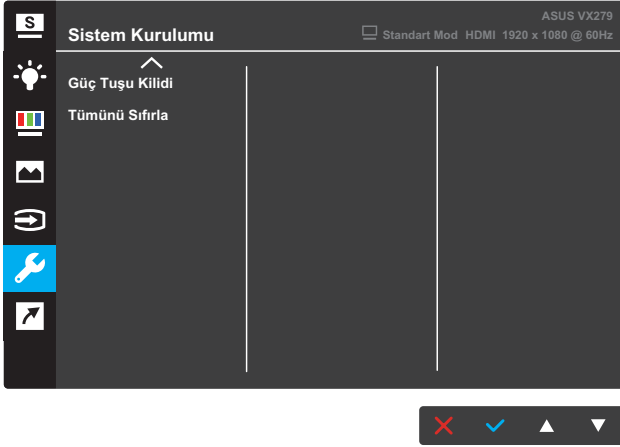 S
ASUS VX279
Sistem Kurulumu
Standart Mod HDMI 1920 x 1080 @ 60Hz
Güç Tuşu Kilidi
Tümünü Sıfırla